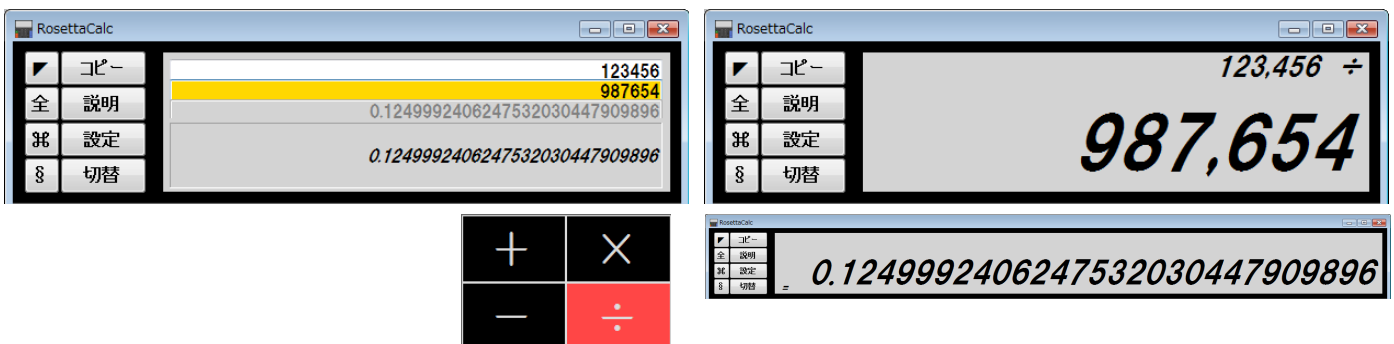 RosettaCalc
◤ コピー
全 説明
⌘ 設定
§ 切替
123456
987654
0.124999240624753203044790​9896
0.1249992406247532030447909896
RosettaCalc
◤ コピー
全 説明
⌘ 設定
§ 切替
123,456 ÷
987,654
+ ×
− ÷
RosettaCalc
◤ コピー
全 説明
⌘ 設定
§ 切替
= 0.1249992406247532030447909896